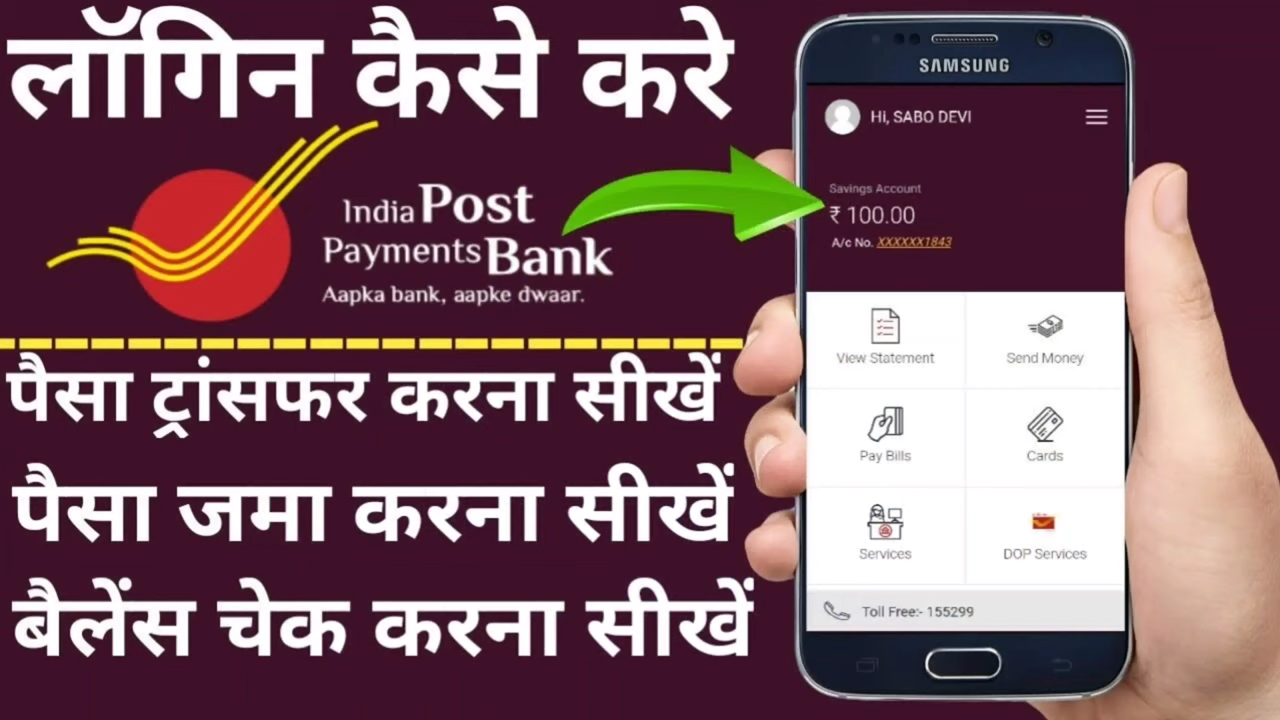 लॉगिन कैसे करे
India Post
Payments Bank
Aapka bank, aapke dwaar.
पैसा ट्रांसफर करना सीखें
पैसा जमा करना सीखें
बैलेंस चेक करना सीखें
SAMSUNG
Hi, SABO DEVI
Savings Account
₹ 100.00
A/c No. XXXXXX1843
View Statement
Send Money
Pay Bills
Cards
Services
DOP Services
Toll Free:- 155299